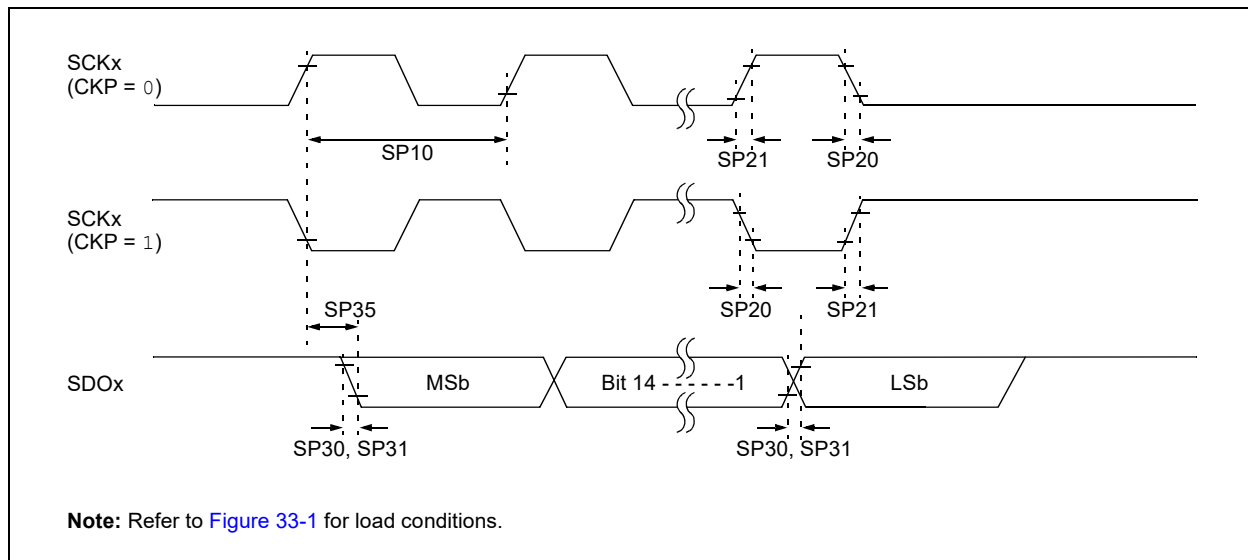 SCKx
(CKP = 0)
SP10
SP21
SP20
SCKx
(CKP = 1)
SP35
SP20
SP21
SDOx
MSb
Bit 14 - - - - - -1
LSb
SP30, SP31
SP30, SP31
Note: Refer to Figure 33-1 for load conditions.